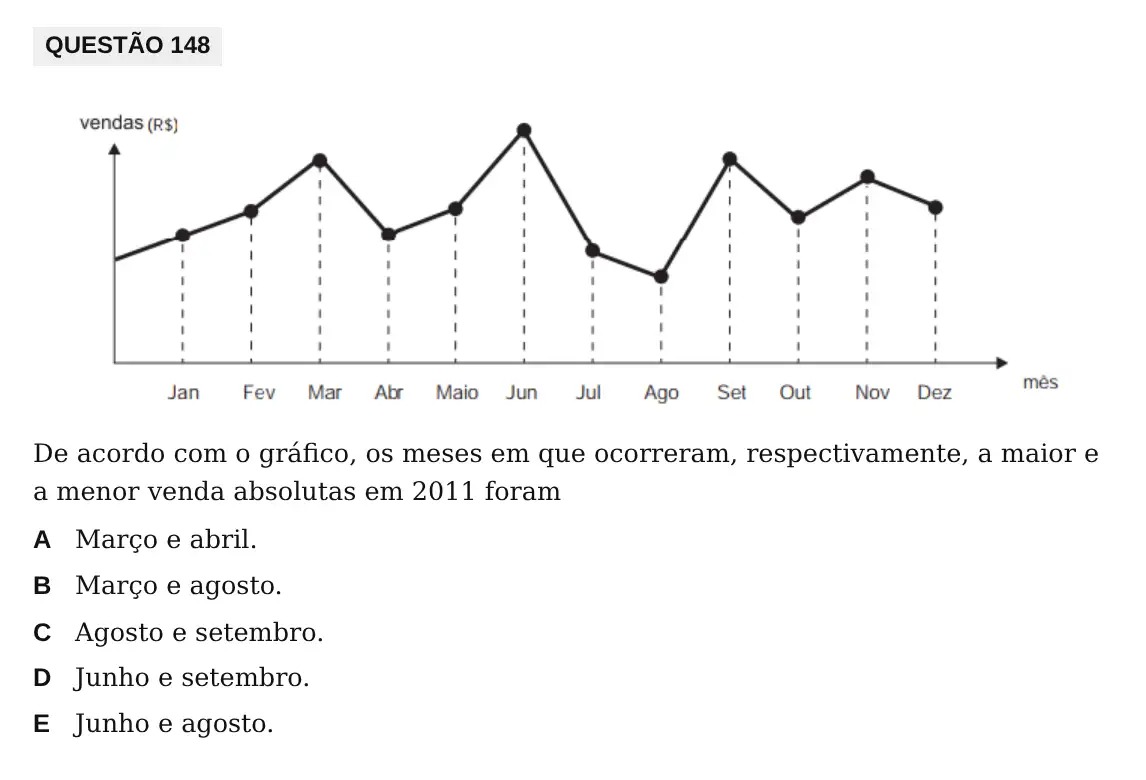 QUESTÃO 148
vendas (R$)
Jan Fev Mar Abr Maio Jun Jul Ago Set Out Nov Dez
mês
De acordo com o gráfico, os meses em que ocorreram, respectivamente, a maior e
a menor venda absolutas em 2011 foram
A Março e abril.
B Março e agosto.
C Agosto e setembro.
D Junho e setembro.
E Junho e agosto.